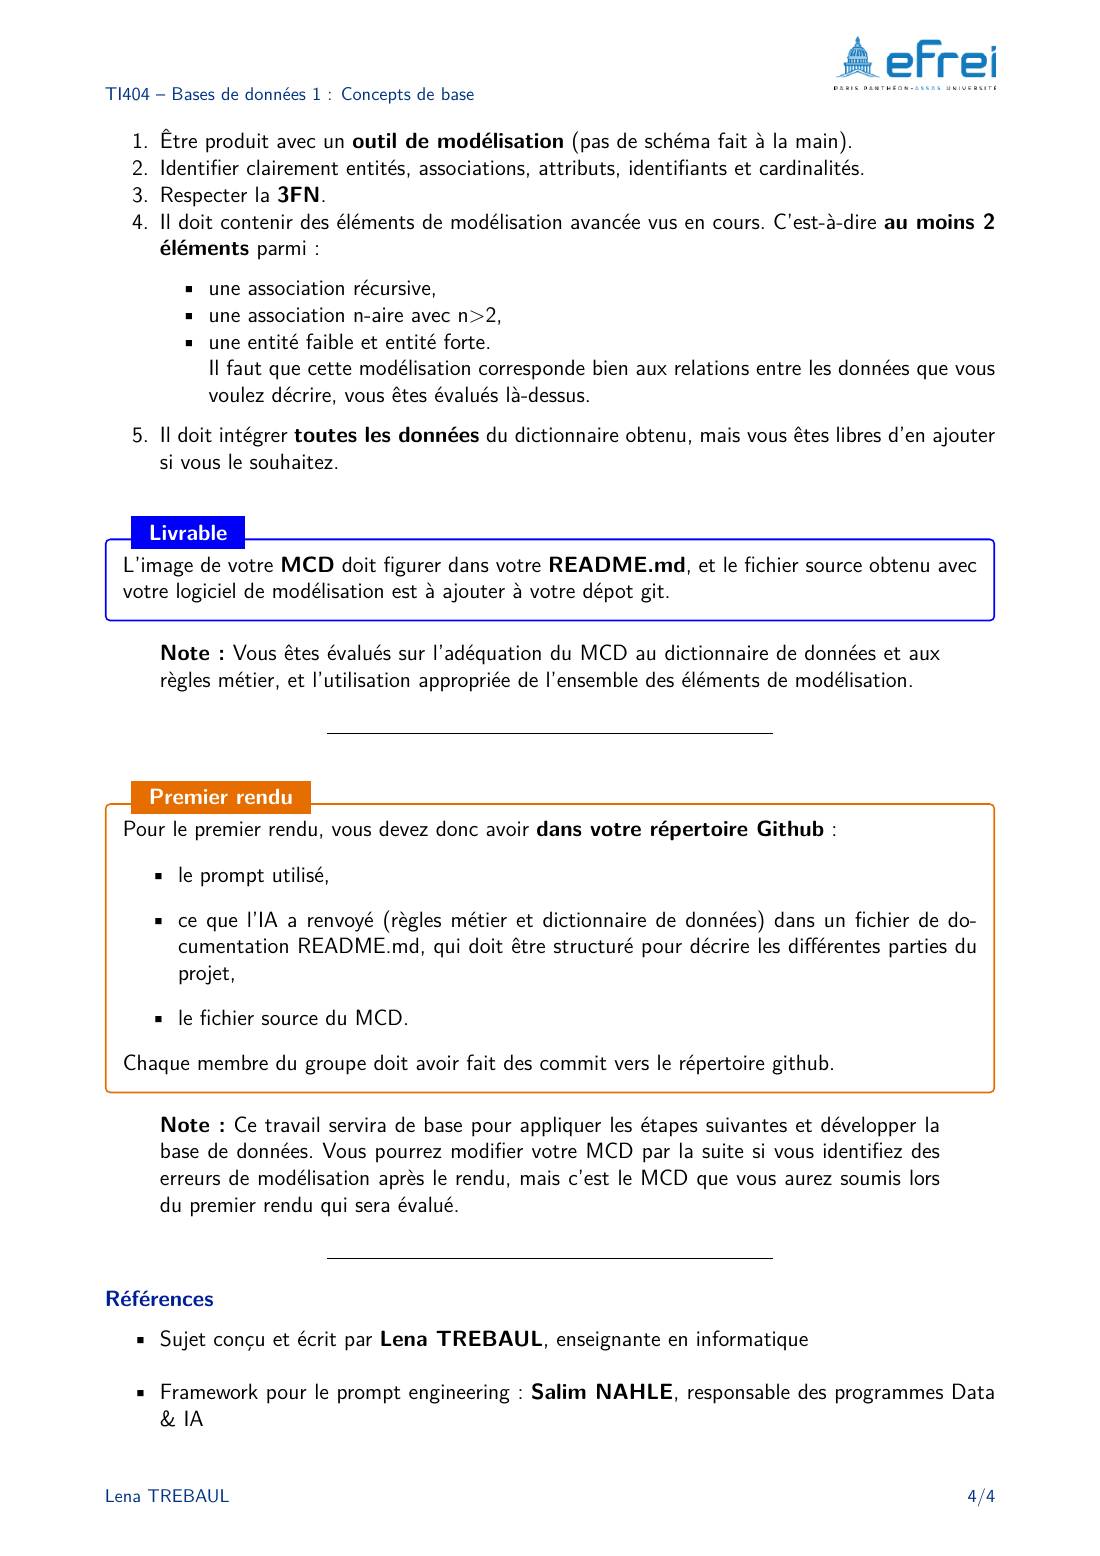 efrei
PARIS PANTHÉON-ASSAS UNIVERSITÉ
TI404 – Bases de données 1 : Concepts de base
1. Être produit avec un outil de modélisation (pas de schéma fait à la main).
2. Identifier clairement entités, associations, attributs, identifiants et cardinalités.
3. Respecter la 3FN.
4. Il doit contenir des éléments de modélisation avancée vus en cours. C'est-à-dire au moins 2
éléments parmi :
▪ une association récursive,
▪ une association n-aire avec n>2,
▪ une entité faible et entité forte.
Il faut que cette modélisation corresponde bien aux relations entre les données que vous
voulez décrire, vous êtes évalués là-dessus.
5. Il doit intégrer toutes les données du dictionnaire obtenu, mais vous êtes libres d'en ajouter
si vous le souhaitez.
Livrable
L'image de votre MCD doit figurer dans votre README.md, et le fichier source obtenu avec
votre logiciel de modélisation est à ajouter à votre dépot git.
Note : Vous êtes évalués sur l'adéquation du MCD au dictionnaire de données et aux
règles métier, et l'utilisation appropriée de l'ensemble des éléments de modélisation.
Premier rendu
Pour le premier rendu, vous devez donc avoir dans votre répertoire Github :
▪ le prompt utilisé,
▪ ce que l'IA a renvoyé (règles métier et dictionnaire de données) dans un fichier de do-
cumentation README.md, qui doit être structuré pour décrire les différentes parties du
projet,
▪ le fichier source du MCD.
Chaque membre du groupe doit avoir fait des commit vers le répertoire github.
Note : Ce travail servira de base pour appliquer les étapes suivantes et développer la
base de données. Vous pourrez modifier votre MCD par la suite si vous identifiez des
erreurs de modélisation après le rendu, mais c'est le MCD que vous aurez soumis lors
du premier rendu qui sera évalué.
Références
▪ Sujet conçu et écrit par Lena TREBAUL, enseignante en informatique
▪ Framework pour le prompt engineering : Salim NAHLE, responsable des programmes Data
& IA
Lena TREBAUL
4/4